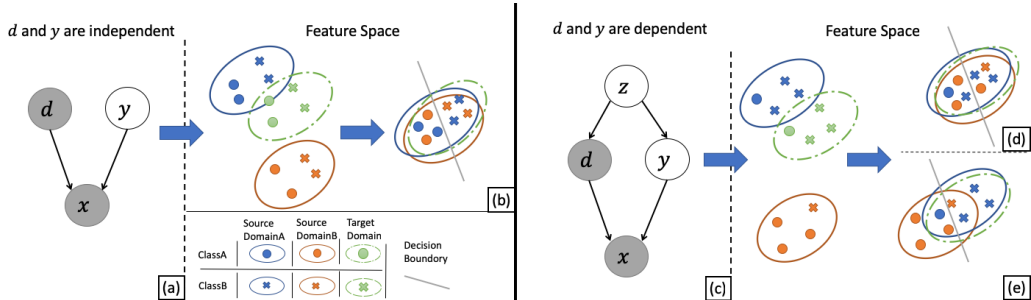 d and y are independent
Feature Space
d
y
x
(a)
(b)
Source DomainA
Source DomainB
Target Domain
ClassA
ClassB
Decision Boundary
d and y are dependent
Feature Space
z
d
y
x
(c)
(d)
(e)